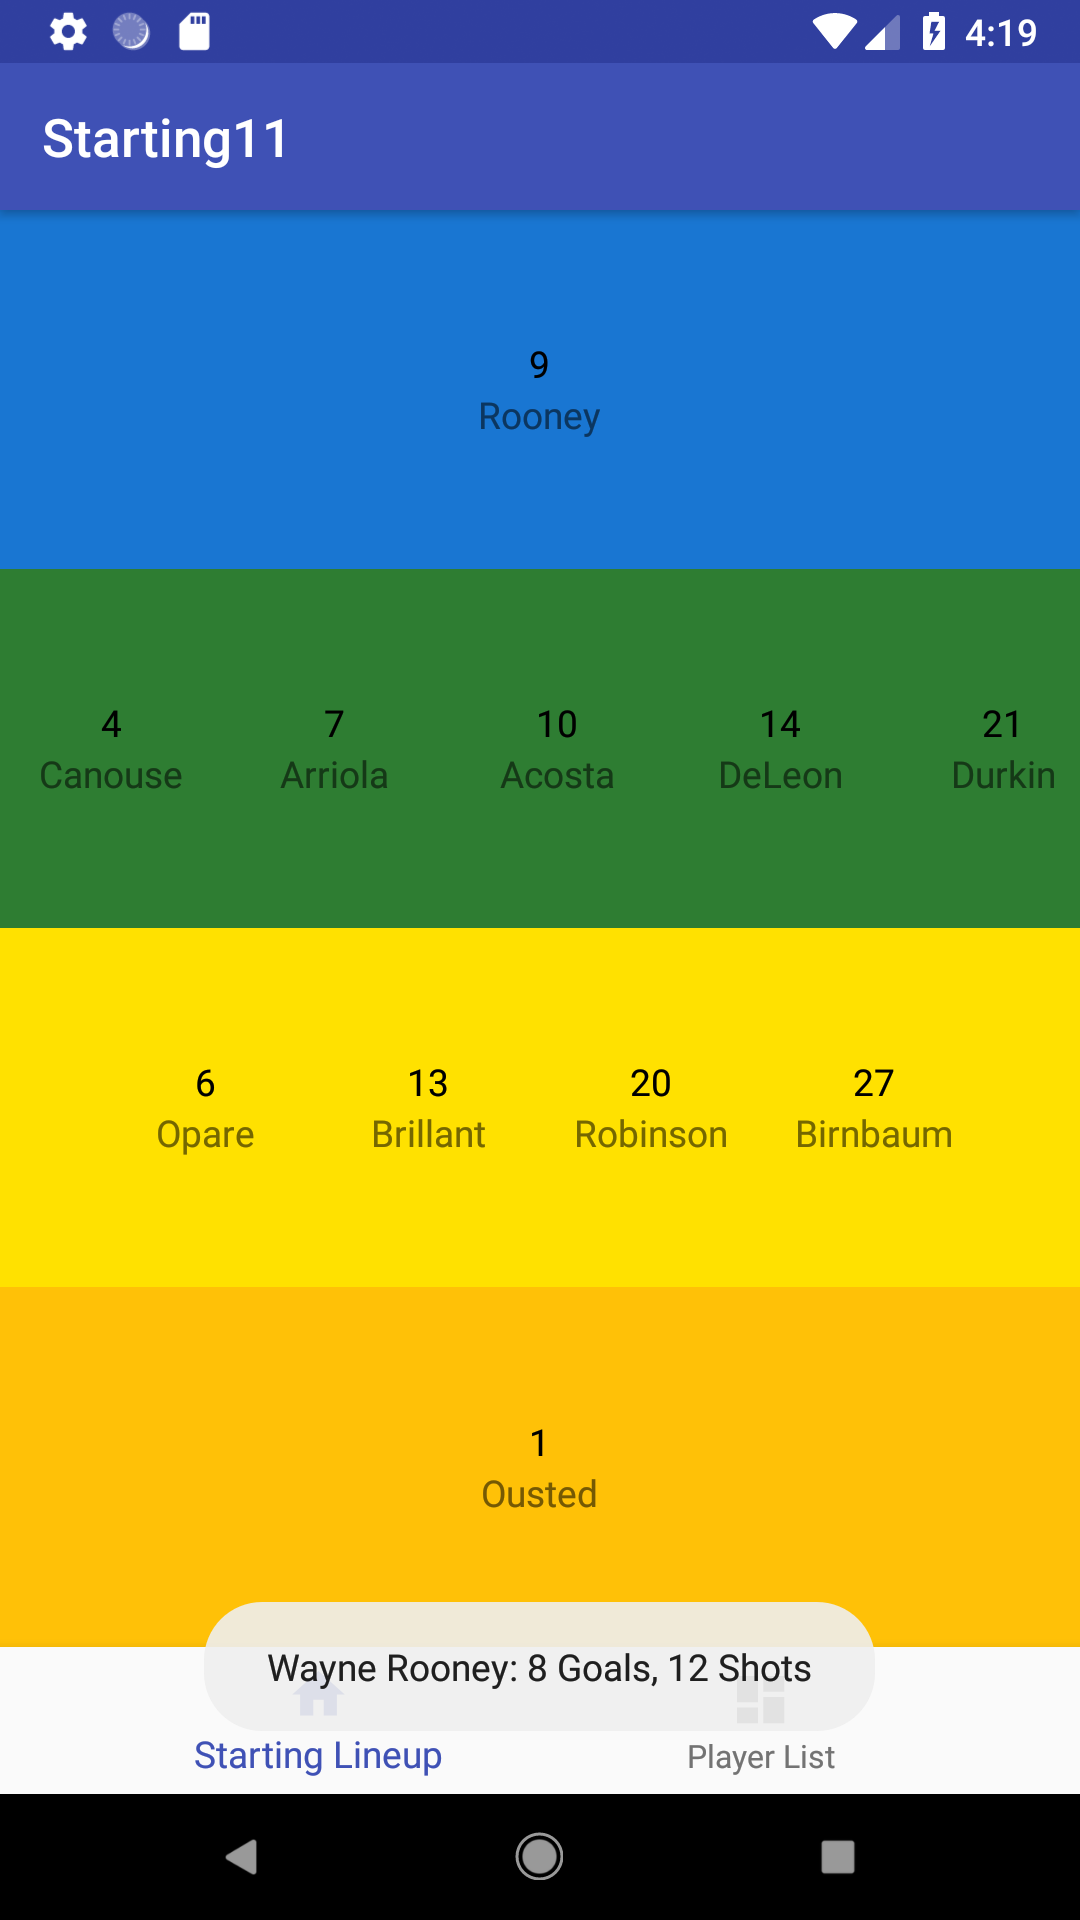 4:19
Starting11
9
Rooney
4 7 10 14 21
Canouse Arriola Acosta DeLeon Durkin
6 13 20 27
Opare Brillant Robinson Birnbaum
1
Ousted
Wayne Rooney: 8 Goals, 12 Shots
Starting Lineup Player List